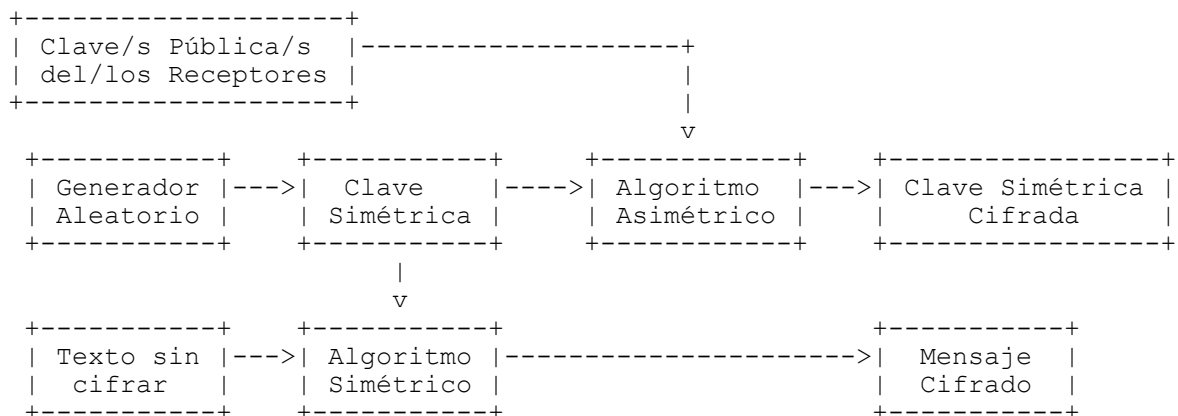 Clave/s Pública/s
del/los Receptores
Generador Clave Algoritmo Clave Simétrica
Aleatorio Simétrica Asimétrico Cifrada
Texto sin Algoritmo Mensaje
cifrar Simétrico Cifrado